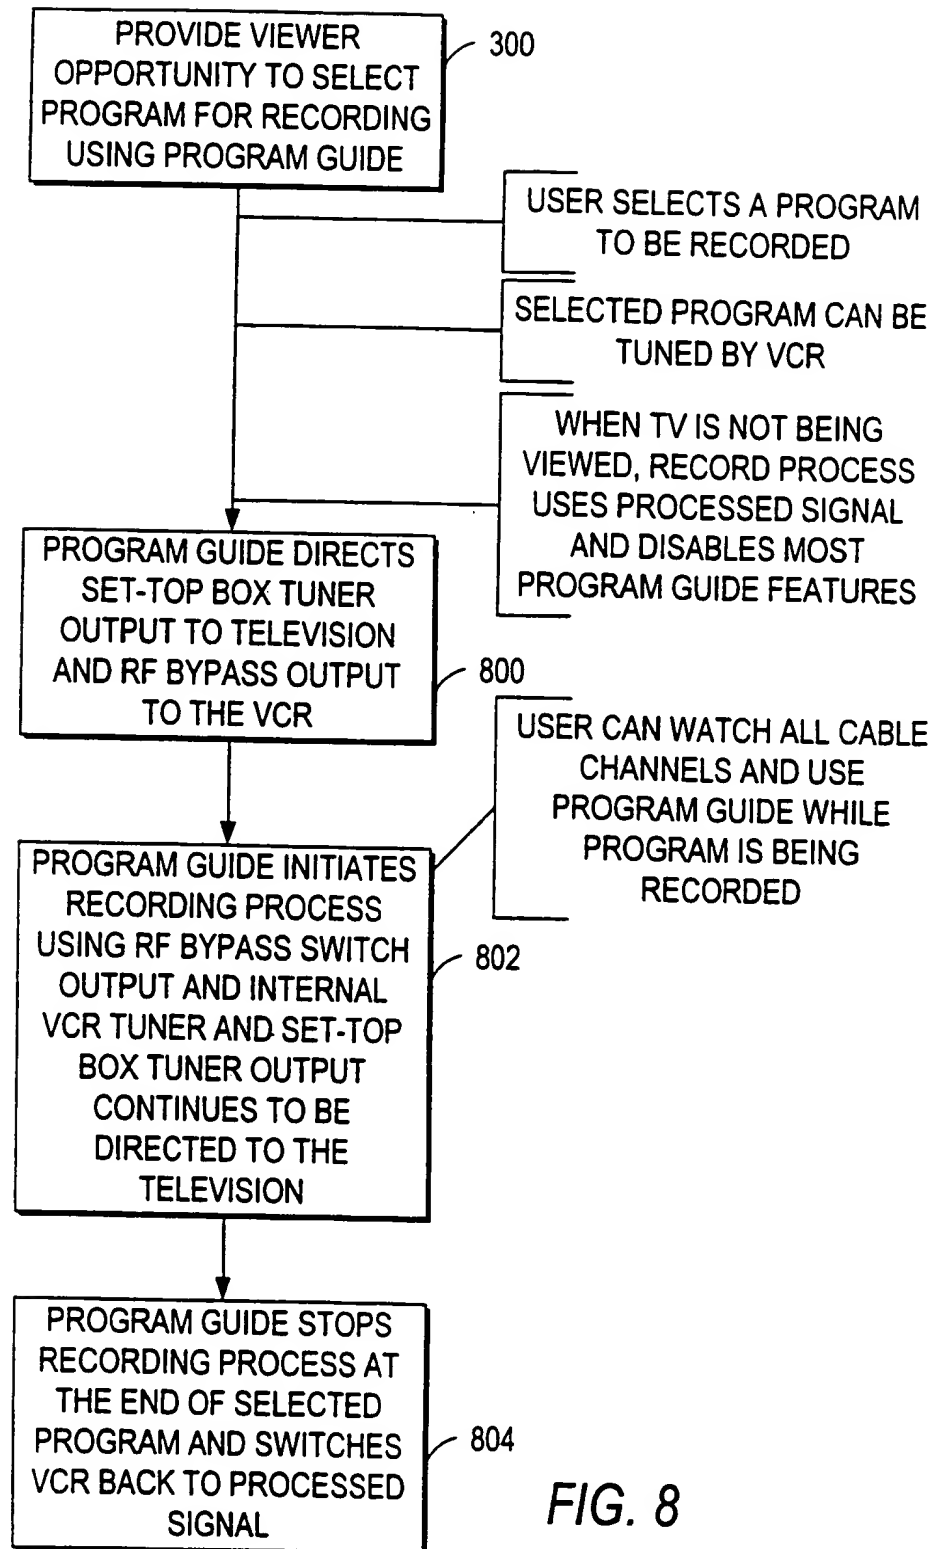 PROVIDE VIEWER
OPPORTUNITY TO SELECT
PROGRAM FOR RECORDING
USING PROGRAM GUIDE
300
USER SELECTS A PROGRAM
TO BE RECORDED
SELECTED PROGRAM CAN BE
TUNED BY VCR
WHEN TV IS NOT BEING
VIEWED, RECORD PROCESS
USES PROCESSED SIGNAL
AND DISABLES MOST
PROGRAM GUIDE FEATURES
PROGRAM GUIDE DIRECTS
SET-TOP BOX TUNER
OUTPUT TO TELEVISION
AND RF BYPASS OUTPUT
TO THE VCR
800
USER CAN WATCH ALL CABLE
CHANNELS AND USE
PROGRAM GUIDE WHILE
PROGRAM IS BEING
RECORDED
PROGRAM GUIDE INITIATES
RECORDING PROCESS
USING RF BYPASS SWITCH
OUTPUT AND INTERNAL
VCR TUNER AND SET-TOP
BOX TUNER OUTPUT
CONTINUES TO BE
DIRECTED TO THE
TELEVISION
802
PROGRAM GUIDE STOPS
RECORDING PROCESS AT
THE END OF SELECTED
PROGRAM AND SWITCHES
VCR BACK TO PROCESSED
SIGNAL
804
FIG. 8